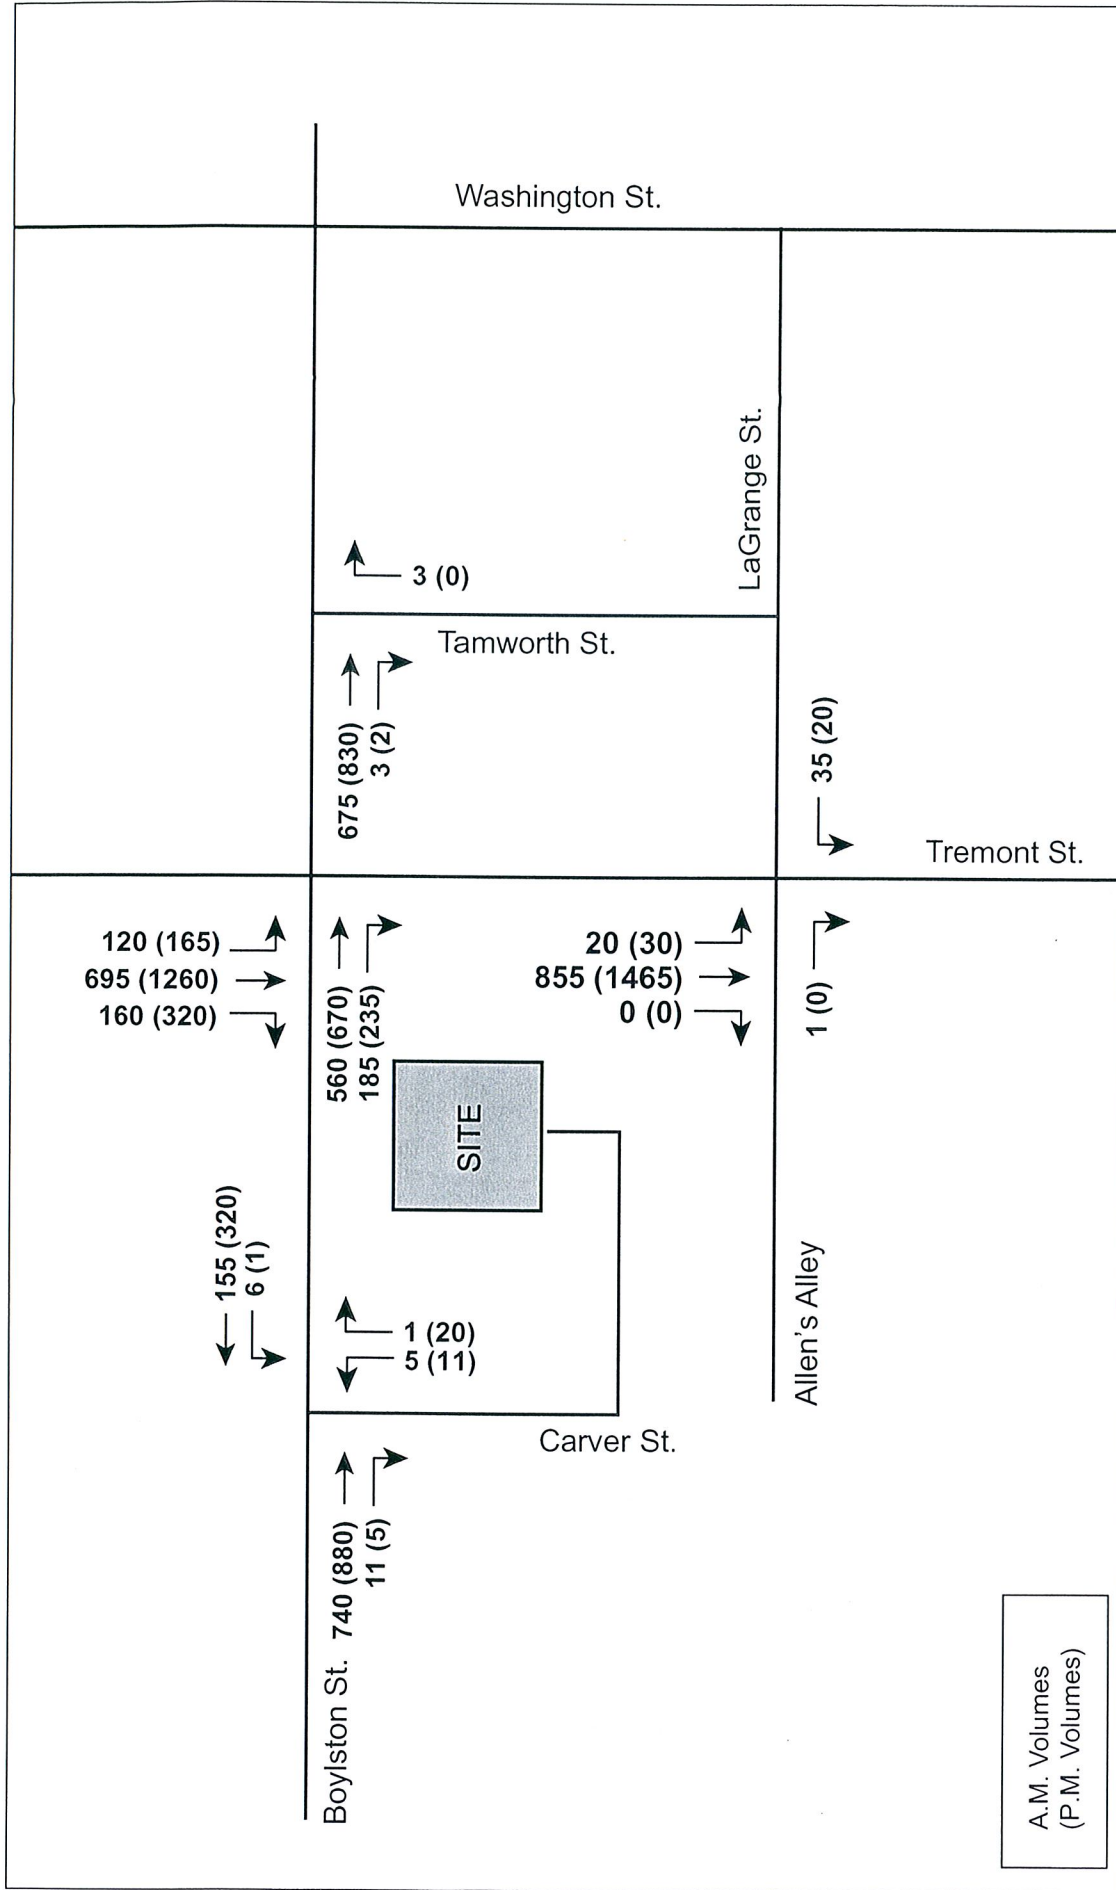 Washington St.
LaGrange St.
3 (0)
Tamworth St.
675 (830)
3 (2)
35 (20)
Tremont St.
120 (165)
695 (1260)
160 (320)
560 (670)
185 (235)
20 (30)
855 (1465)
0 (0)
1 (0)
SITE
155 (320)
6 (1)
1 (20)
5 (11)
Allen's Alley
Carver St.
Boylston St.
740 (880)
11 (5)
A.M. Volumes
(P.M. Volumes)